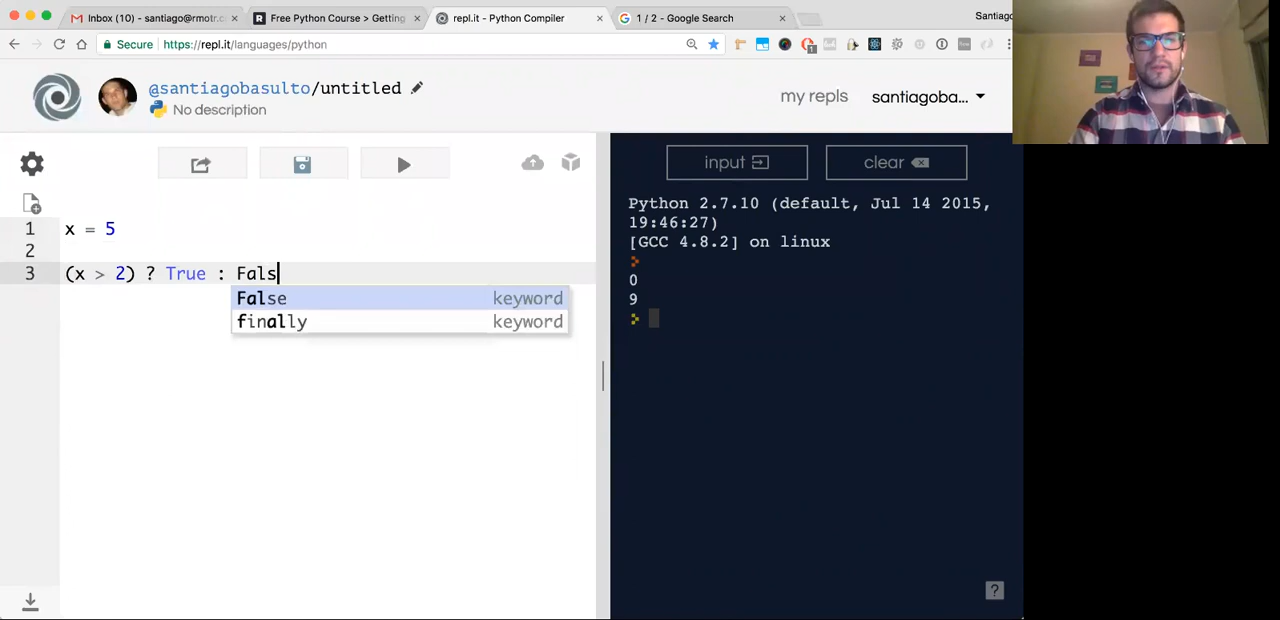 Inbox (10) - santiago@rmotr.c
Free Python Course > Getting
repl.it - Python Compiler
1 / 2 - Google Search
Santiago
Secure
https://repl.it/languages/python
@santiagobasulto/untitled
No description
my repls
santiagoba...
input
clear
1 x = 5
2
3 (x > 2) ? True : Fals
False keyword
finally keyword
Python 2.7.10 (default, Jul 14 2015,
19:46:27)
[GCC 4.8.2] on linux
0
9
?